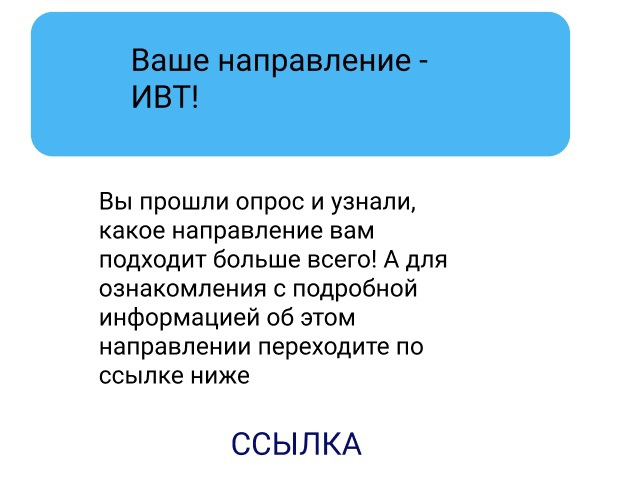 Ваше направление -
ИВТ!
Вы прошли опрос и узнали,
какое направление вам
подходит больше всего! А для
ознакомления с подробной
информацией об этом
направлении переходите по
ссылке ниже
ССЫЛКА